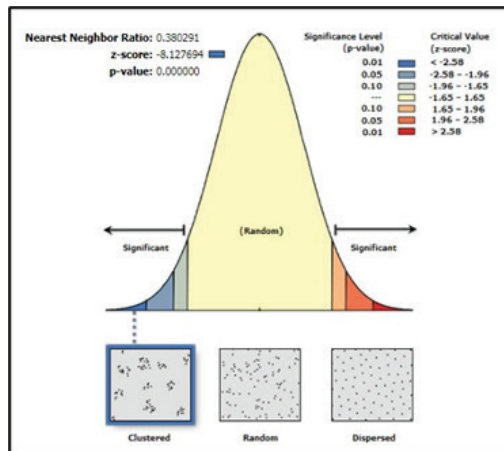 Nearest Neighbor Ratio: 0.380291
z-score: -8.127694
p-value: 0.000000
Significance Level
(p-value)
Critical Value
(z-score)
0.01 < -2.58
0.05 -2.58 – -1.96
0.10 -1.96 – -1.65
--- -1.65 – 1.65
0.10 1.65 – 1.96
0.05 1.96 – 2.58
0.01 > 2.58
Significant
(Random)
Significant
Clustered
Random
Dispersed